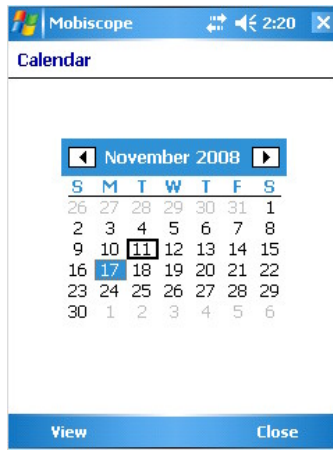 Mobiscope 2:20
Calendar
November 2008
S M T W T F S
26 27 28 29 30 31 1
2 3 4 5 6 7 8
9 10 11 12 13 14 15
16 17 18 19 20 21 22
23 24 25 26 27 28 29
30 1 2 3 4 5 6
View Close